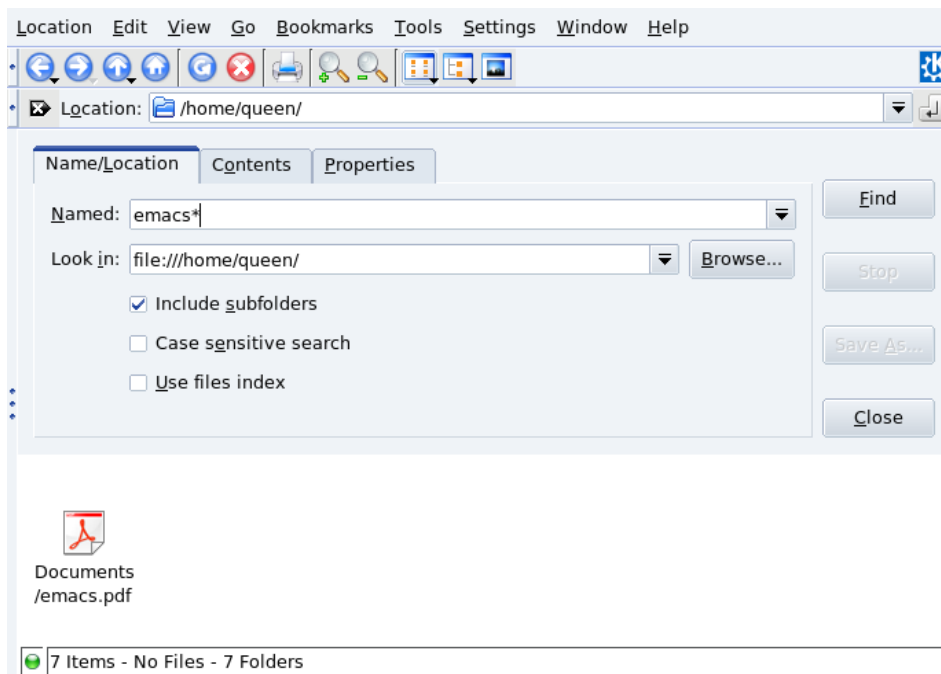 Location Edit View Go Bookmarks Tools Settings Window Help
Location: /home/queen/
Name/Location Contents Properties
Named: emacs*
Find
Look in: file:///home/queen/ Browse...
Stop
Include subfolders
Case sensitive search
Save As...
Use files index
Close
Documents
/emacs.pdf
7 Items - No Files - 7 Folders